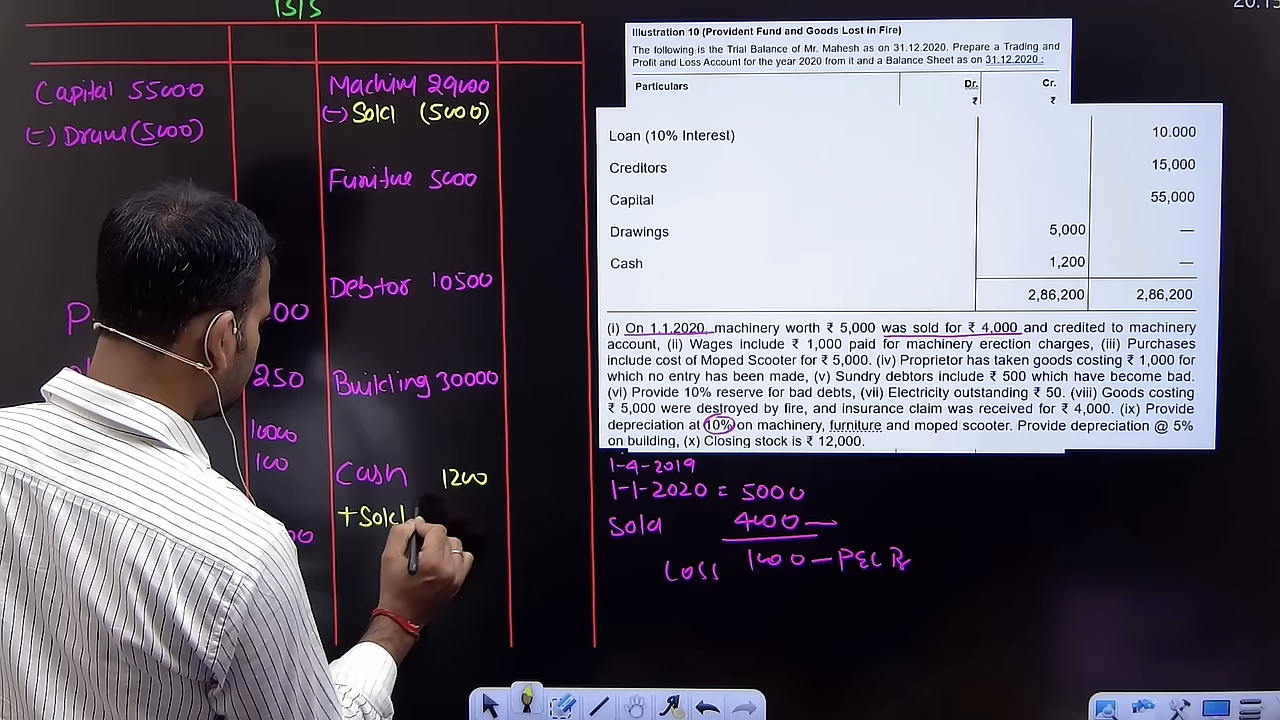 20:15
B/S
Capital 55000
(-) Draw (5000)
P
00
250
10000
100
00
Machiny 29000
(-) Sold (5000)
Funitue 5000
Debtor 10500
Building 30000
Cash 1200
+ Sold
Illustration 10 (Provident Fund and Goods Lost in Fire)
The following is the Trial Balance of Mr. Mahesh as on 31.12.2020. Prepare a Trading and
Profit and Loss Account for the year 2020 from it and a Balance Sheet as on 31.12.2020 :
Particulars Dr. Cr.
₹ ₹
Loan (10% Interest) 10.000
Creditors 15,000
Capital 55,000
Drawings 5,000 —
Cash 1,200 —
2,86,200 2,86,200
(i) On 1.1.2020, machinery worth ₹ 5,000 was sold for ₹ 4,000 and credited to machinery
account, (ii) Wages include ₹ 1,000 paid for machinery erection charges, (iii) Purchases
include cost of Moped Scooter for ₹ 5,000. (iv) Proprietor has taken goods costing ₹ 1,000 for
which no entry has been made, (v) Sundry debtors include ₹ 500 which have become bad.
(vi) Provide 10% reserve for bad debts, (vii) Electricity outstanding ₹ 50. (viii) Goods costing
₹ 5,000 were destroyed by fire, and insurance claim was received for ₹ 4,000. (ix) Provide
depreciation at 10% on machinery, furniture and moped scooter. Provide depreciation @ 5%
on building, (x) Closing stock is ₹ 12,000.
1-4-2019
1-1-2020 = 5000
Sold 4000 —
Loss 1000 — P&L Dr